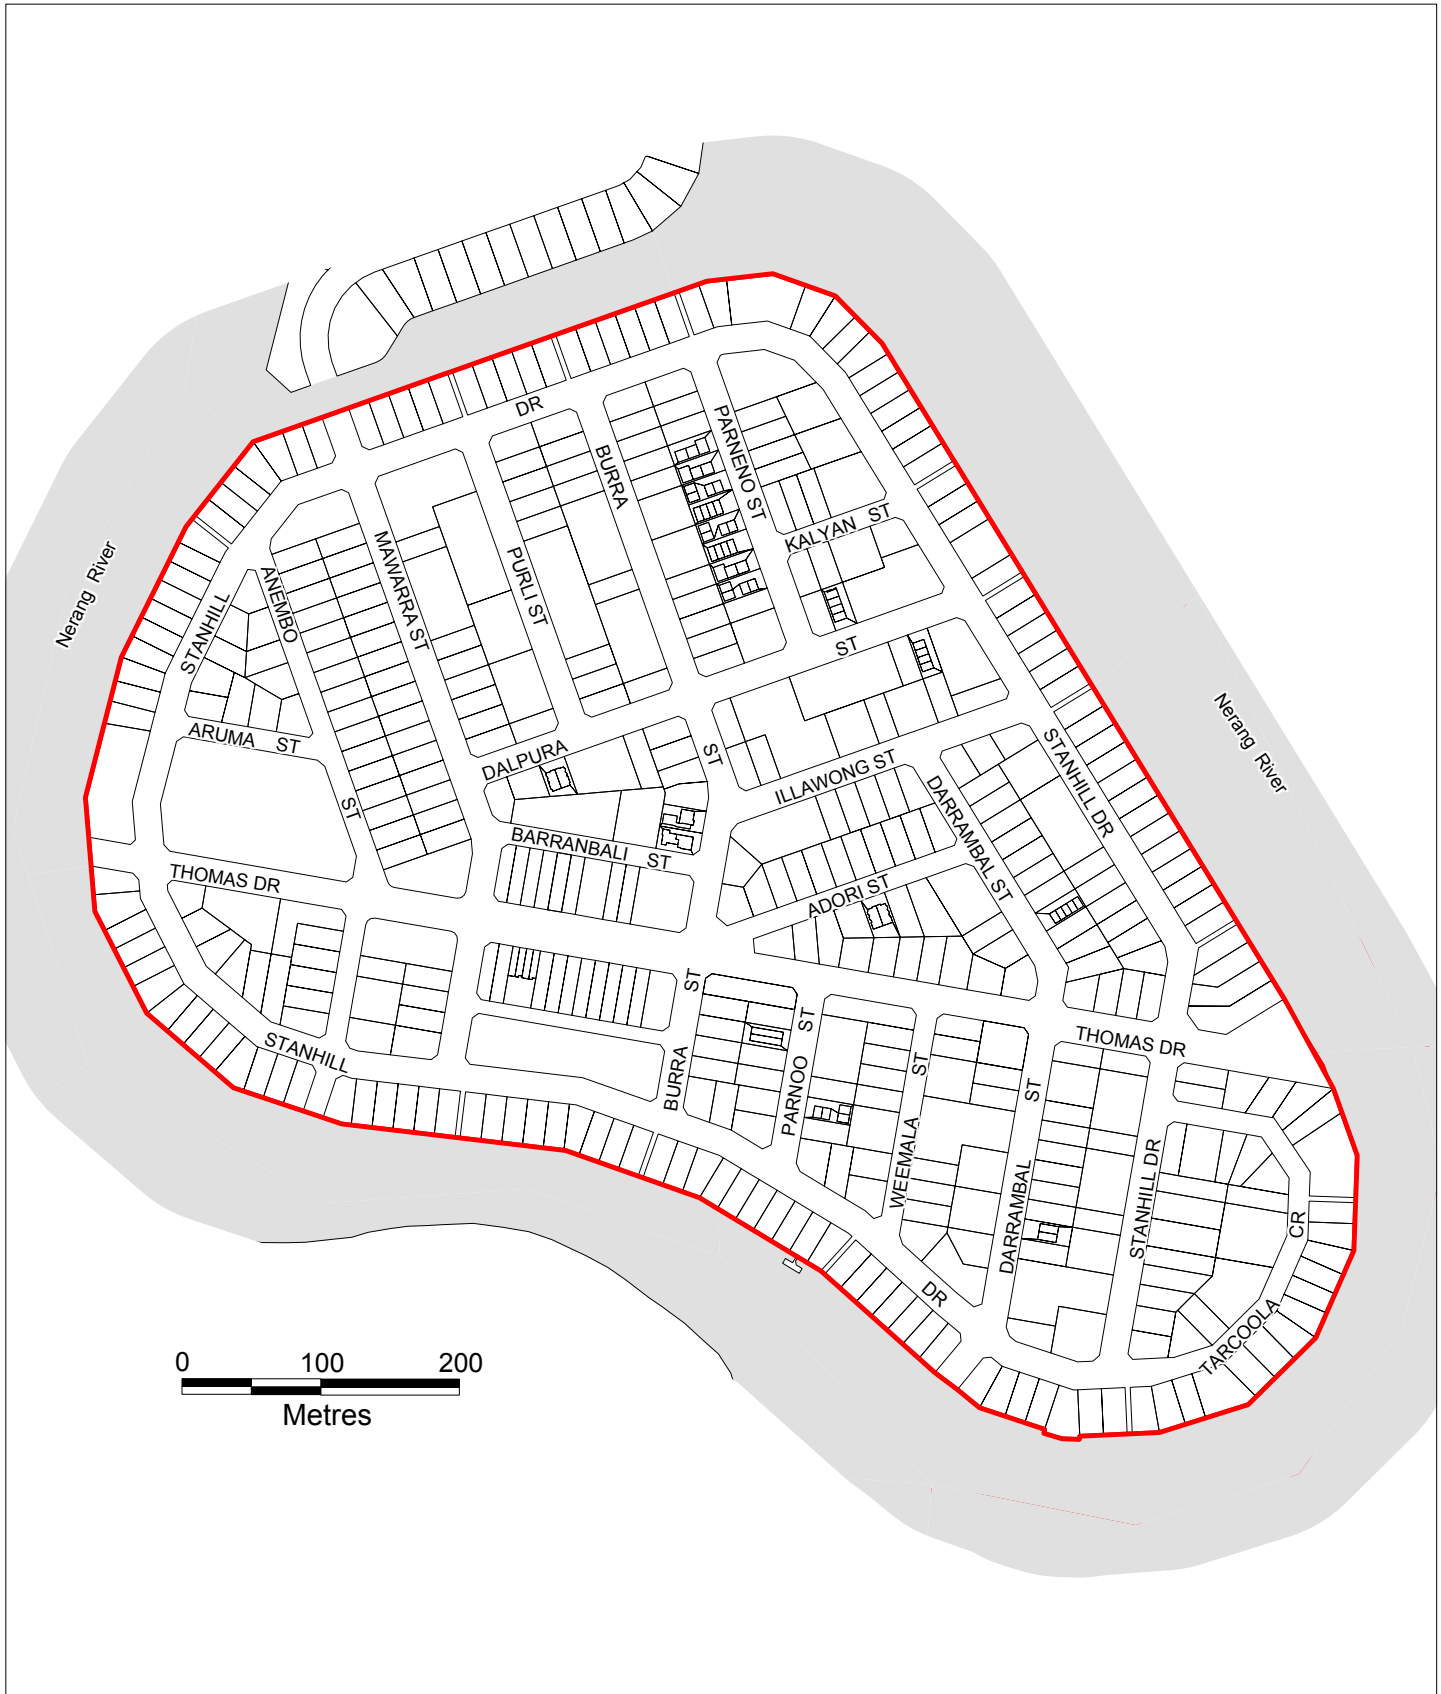 DR
PARNENO ST
BURRA
KALYAN ST
MAWARRA ST
PURLI ST
ANEMBO
Nerang River
STANHILL
ST
Nerang River
ARUMA ST
ST
STANHILL DR
DALPURA
ILLAWONG ST
DARRAMBAL ST
ST
BARRANBALI ST
THOMAS DR
ADORI ST
ST
ST
THOMAS DR
STANHILL
BURRA
PARNOO
ST
ST
WEEMALA
DARRAMBAL
STANHILL DR
CR
DR
TARCOOLA
0 100 200
Metres